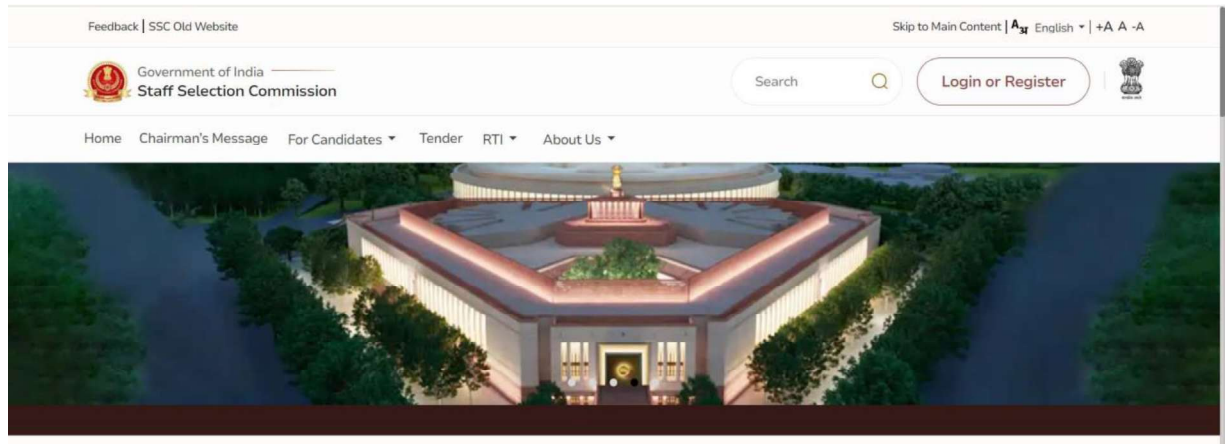 Feedback | SSC Old Website
Skip to Main Content | Aअ English | +A A -A
Government of India
Staff Selection Commission
Search
Login or Register
Home Chairman's Message For Candidates Tender RTI About Us